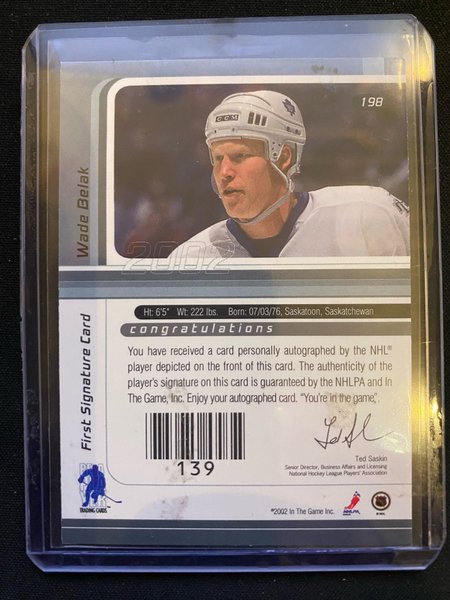 198
CCM
Wade Belak
2002
Ht: 6'5" Wt: 222 lbs. Born: 07/03/76, Saskatoon, Saskatchewan
congratulations
First Signature Card
You have received a card personally autographed by the NHL®
player depicted on the front of this card. The authenticity of the
player's signature on this card is guaranteed by the NHLPA and In
The Game, Inc. Enjoy your autographed card. "You're in the game".
139
Ted Saskin
Senior Director, Business Affairs and Licensing
National Hockey League Players' Association
TRADING CARDS
©2002 In The Game Inc.
NHLPA